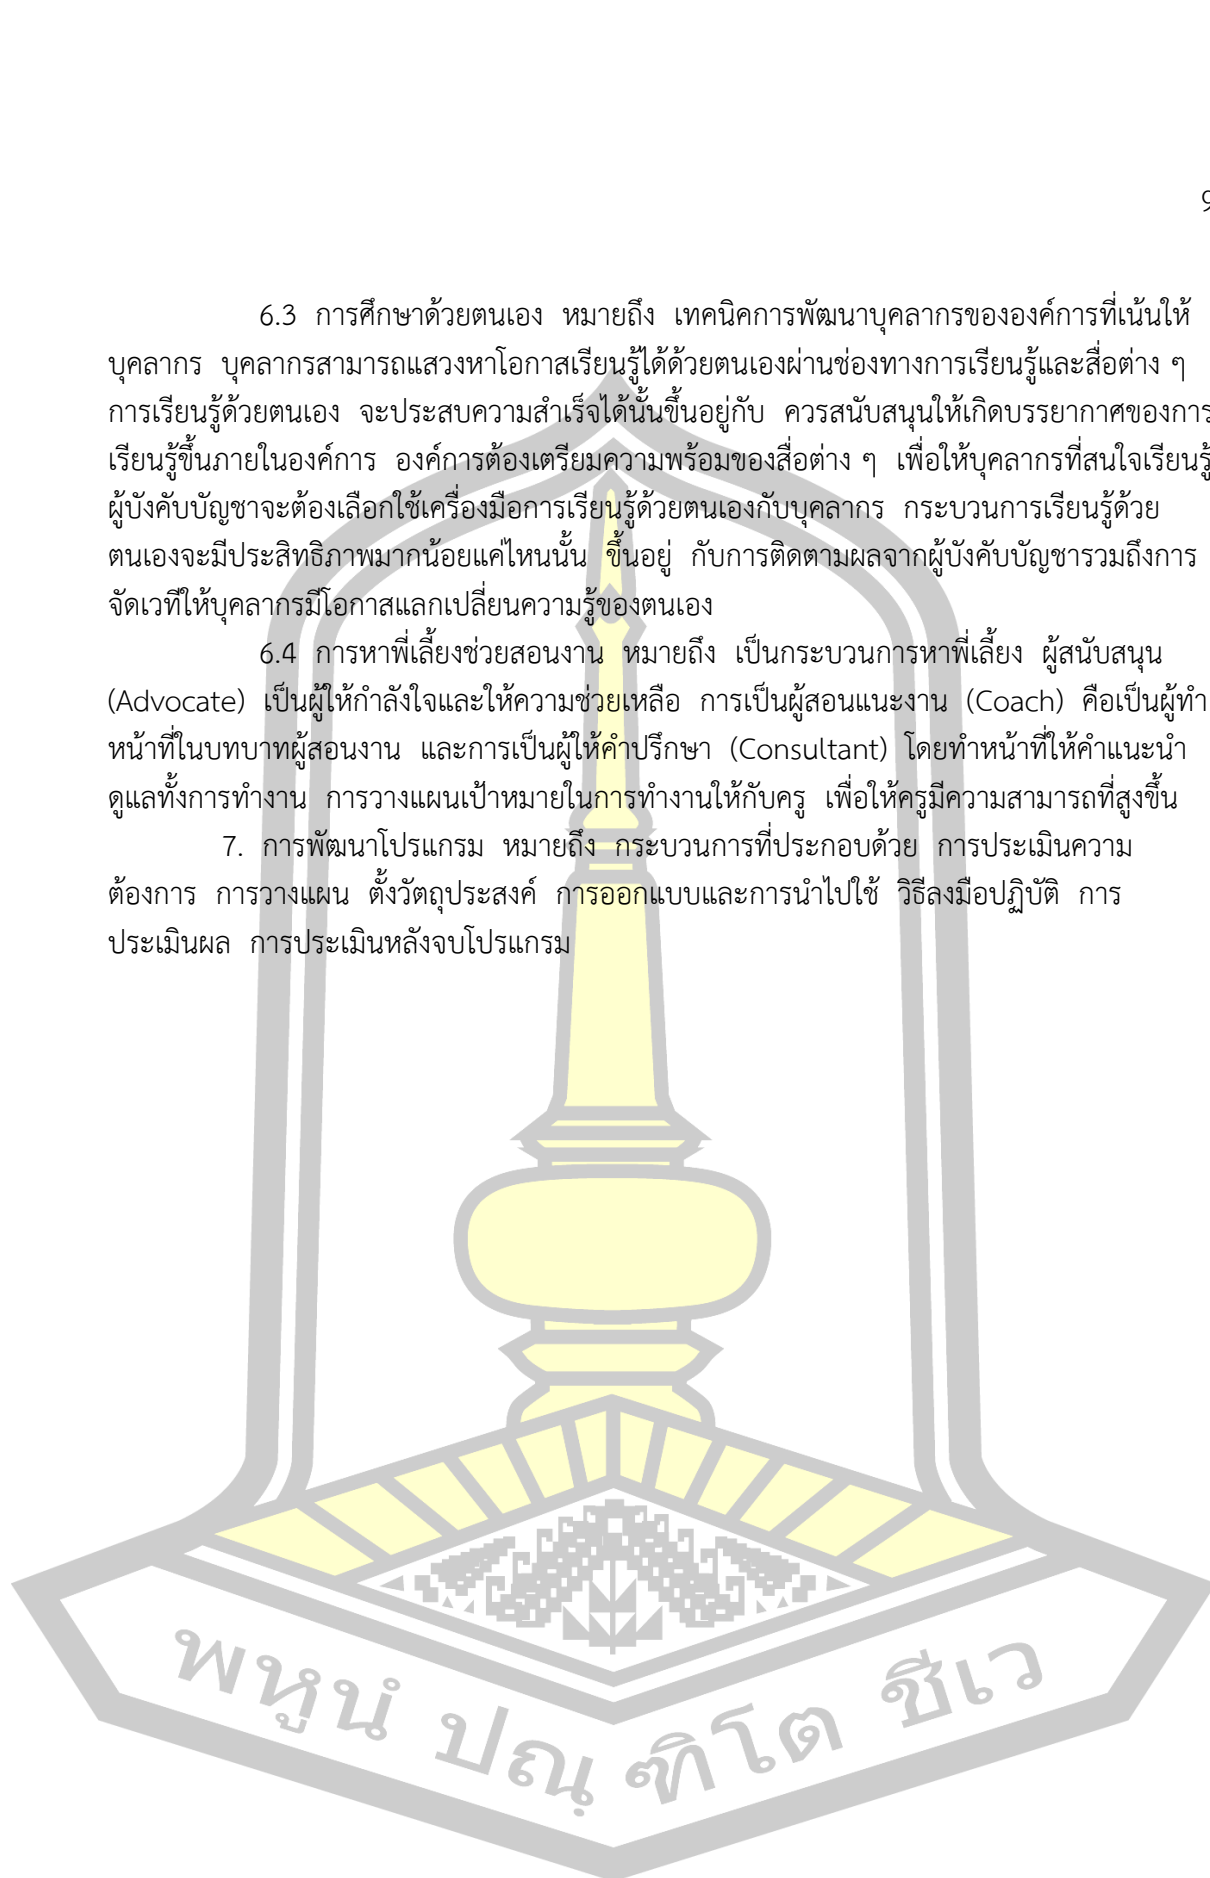 9
6.3 การศึกษาด้วยตนเอง หมายถึง เทคนิคการพัฒนาบุคลากรขององค์การที่เน้นให้
บุคลากร บุคลากรสามารถแสวงหาโอกาสเรียนรู้ได้ด้วยตนเองผ่านช่องทางการเรียนรู้และสื่อต่าง ๆ
การเรียนรู้ด้วยตนเอง จะประสบความสำเร็จได้นั้นขึ้นอยู่กับ ควรสนับสนุนให้เกิดบรรยากาศของการ
เรียนรู้ขึ้นภายในองค์การ องค์การต้องเตรียมความพร้อมของสื่อต่าง ๆ เพื่อให้บุคลากรที่สนใจเรียนรู้
ผู้บังคับบัญชาจะต้องเลือกใช้เครื่องมือการเรียนรู้ด้วยตนเองกับบุคลากร กระบวนการเรียนรู้ด้วย
ตนเองจะมีประสิทธิภาพมากน้อยแค่ไหนนั้น ขึ้นอยู่ กับการติดตามผลจากผู้บังคับบัญชารวมถึงการ
จัดเวทีให้บุคลากรมีโอกาสแลกเปลี่ยนความรู้ของตนเอง
6.4 การหาพี่เลี้ยงช่วยสอนงาน หมายถึง เป็นกระบวนการหาพี่เลี้ยง ผู้สนับสนุน
(Advocate) เป็นผู้ให้กำลังใจและให้ความช่วยเหลือ การเป็นผู้สอนแนะงาน (Coach) คือเป็นผู้ทำ
หน้าที่ในบทบาทผู้สอนงาน และการเป็นผู้ให้คำปรึกษา (Consultant) โดยทำหน้าที่ให้คำแนะนำ
ดูแลทั้งการทำงาน การวางแผนเป้าหมายในการทำงานให้กับครู เพื่อให้ครูมีความสามารถที่สูงขึ้น
7. การพัฒนาโปรแกรม หมายถึง กระบวนการที่ประกอบด้วย การประเมินความ
ต้องการ การวางแผน ตั้งวัตถุประสงค์ การออกแบบและการนำไปใช้ วิธีลงมือปฏิบัติ การ
ประเมินผล การประเมินหลังจบโปรแกรม
พหูนํ ปณฺฑิโต ชีเว